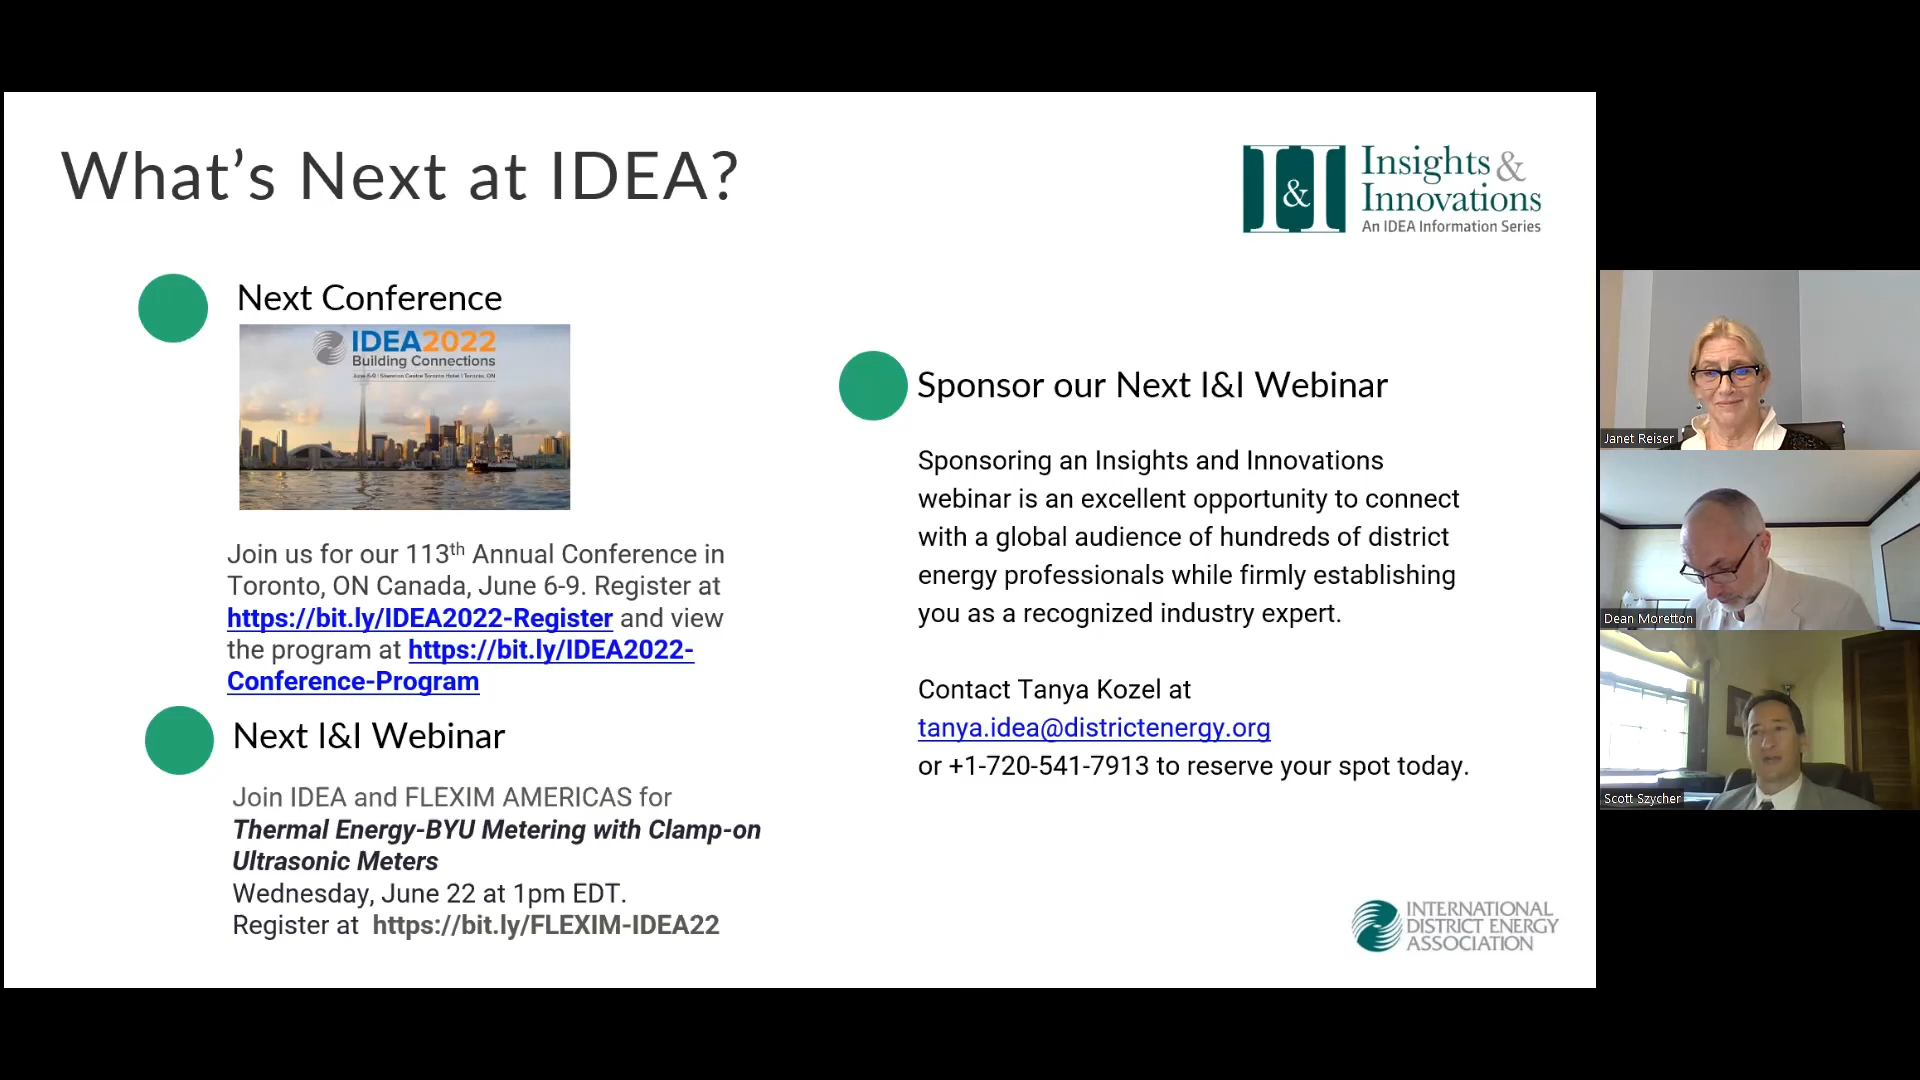 What's Next at IDEA?
I&I
Insights &
Innovations
An IDEA Information Series
Next Conference
IDEA2022
Building Connections
June 6-9 | Sheraton Centre Toronto Hotel | Toronto, ON
Join us for our 113th Annual Conference in
Toronto, ON Canada, June 6-9. Register at
https://bit.ly/IDEA2022-Register and view
the program at https://bit.ly/IDEA2022-
Conference-Program
Next I&I Webinar
Join IDEA and FLEXIM AMERICAS for
Thermal Energy-BYU Metering with Clamp-on
Ultrasonic Meters
Wednesday, June 22 at 1pm EDT.
Register at https://bit.ly/FLEXIM-IDEA22
Sponsor our Next I&I Webinar
Sponsoring an Insights and Innovations
webinar is an excellent opportunity to connect
with a global audience of hundreds of district
energy professionals while firmly establishing
you as a recognized industry expert.
Contact Tanya Kozel at
tanya.idea@districtenergy.org
or +1-720-541-7913 to reserve your spot today.
INTERNATIONAL
DISTRICT ENERGY
ASSOCIATION
Janet Reiser
Dean Moretton
Scott Szycher